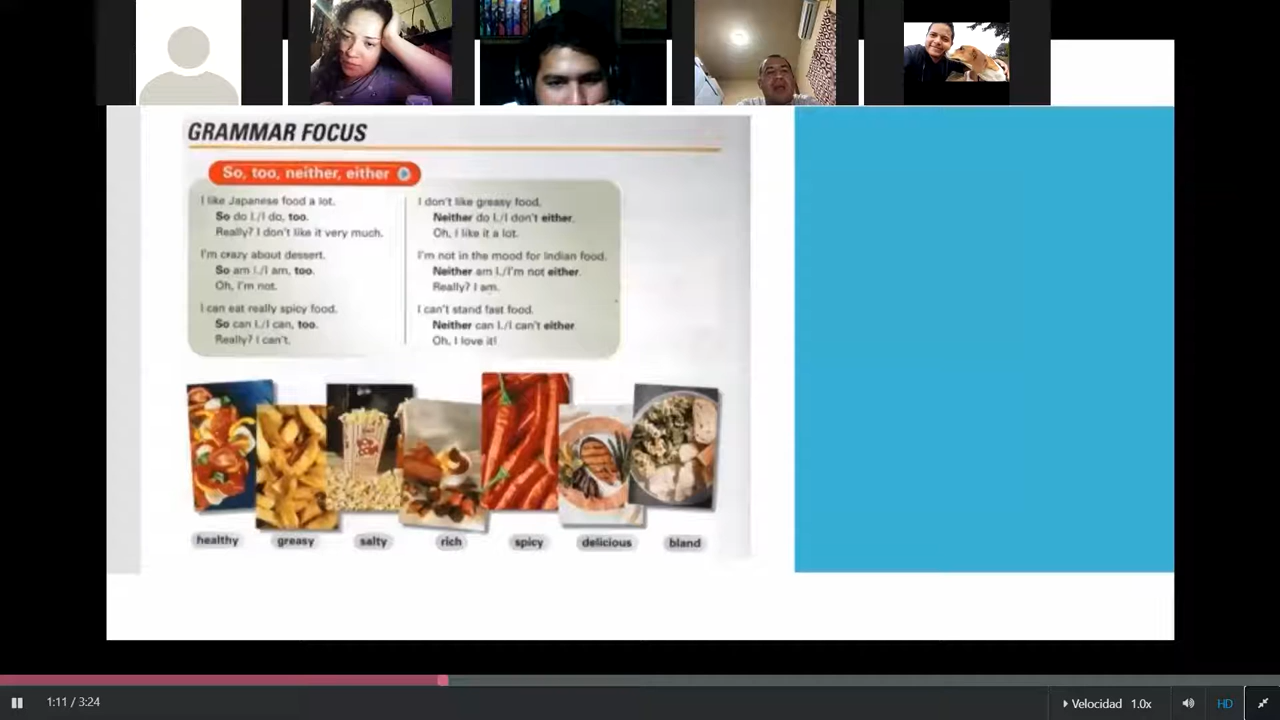 GRAMMAR FOCUS
So, too, neither, either
I like Japanese food a lot.
So do I./I do, too.
Really? I don't like it very much.
I'm crazy about dessert.
So am I./I am, too.
Oh, I'm not.
I can eat really spicy food.
So can I./I can, too.
Really? I can't.
I don't like greasy food.
Neither do I./I don't either.
Oh, I like it a lot.
I'm not in the mood for Indian food.
Neither am I./I'm not either.
Really? I am.
I can't stand fast food.
Neither can I./I can't either.
Oh, I love it!
healthy
greasy
salty
rich
spicy
delicious
bland
1:11 / 3:24
Velocidad 1.0x
HD